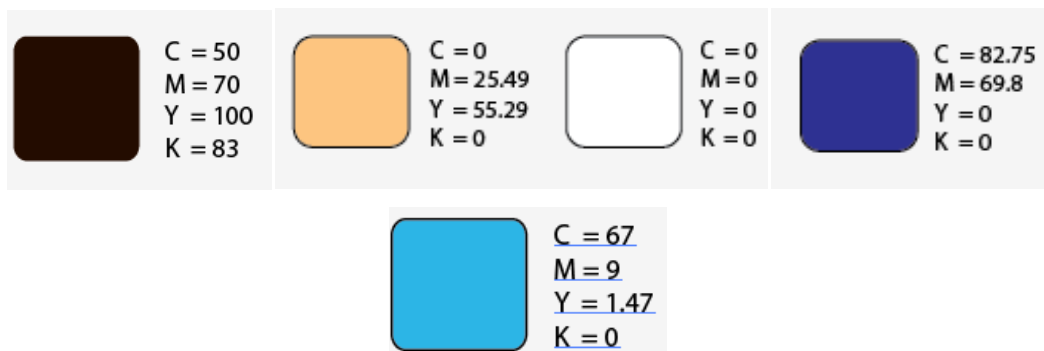 C = 50
M = 70
Y = 100
K = 83
C = 0
M = 25.49
Y = 55.29
K = 0
C = 0
M = 0
Y = 0
K = 0
C = 82.75
M = 69.8
Y = 0
K = 0
C = 67
M = 9
Y = 1.47
K = 0